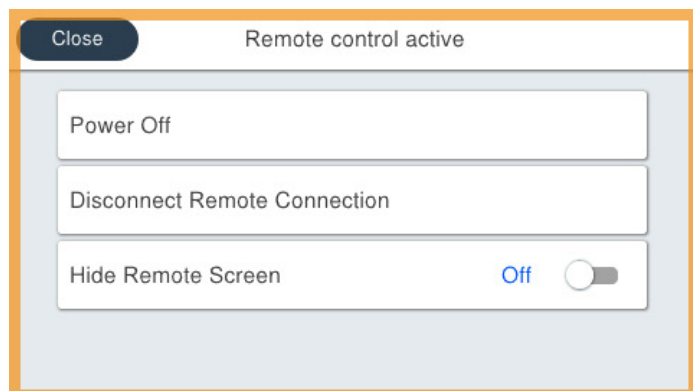 Close
Remote control active
Power Off
Disconnect Remote Connection
Hide Remote Screen
Off